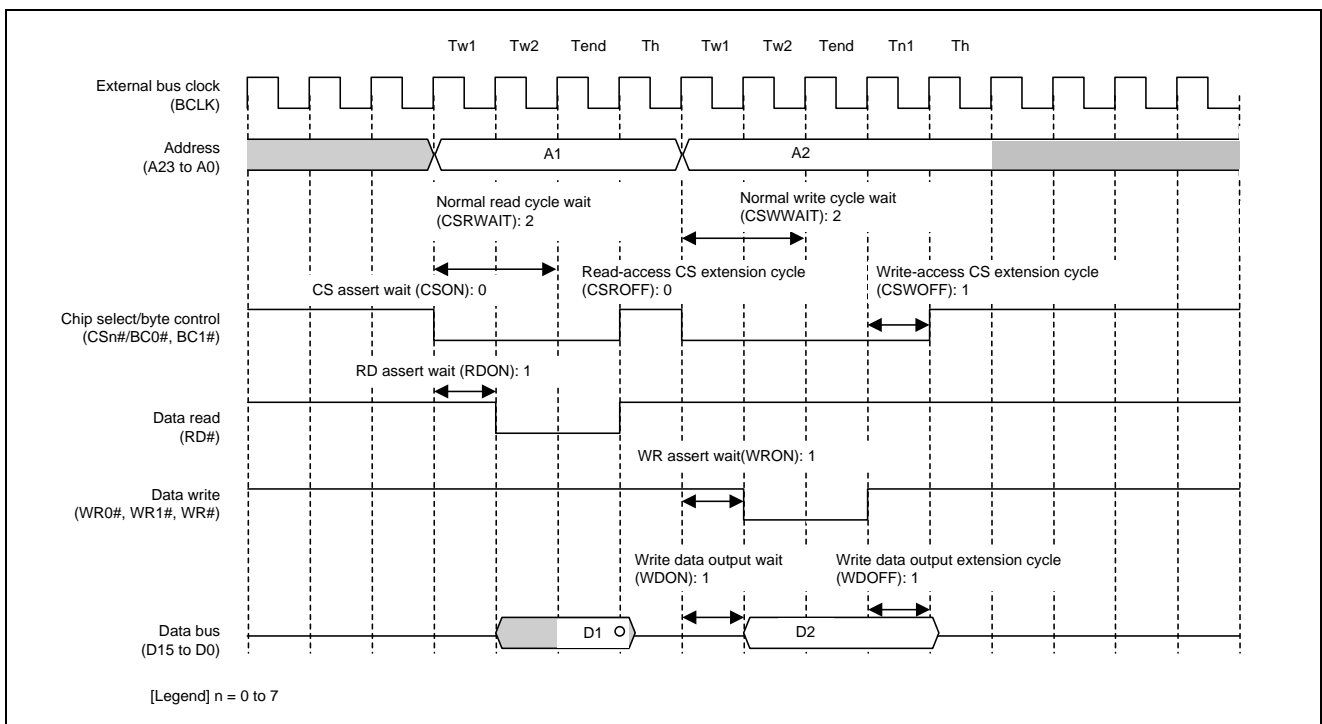 Tw1 Tw2 Tend Th Tw1 Tw2 Tend Tn1 Th
External bus clock
(BCLK)
Address
(A23 to A0)
A1
A2
Normal read cycle wait
(CSRWAIT): 2
Normal write cycle wait
(CSWWAIT): 2
CS assert wait (CSON): 0
Read-access CS extension cycle
(CSROFF): 0
Write-access CS extension cycle
(CSWOFF): 1
Chip select/byte control
(CSn#/BC0#, BC1#)
RD assert wait (RDON): 1
Data read
(RD#)
WR assert wait(WRON): 1
Data write
(WR0#, WR1#, WR#)
Write data output wait
(WDON): 1
Write data output extension cycle
(WDOFF): 1
Data bus
(D15 to D0)
D1
D2
[Legend] n = 0 to 7